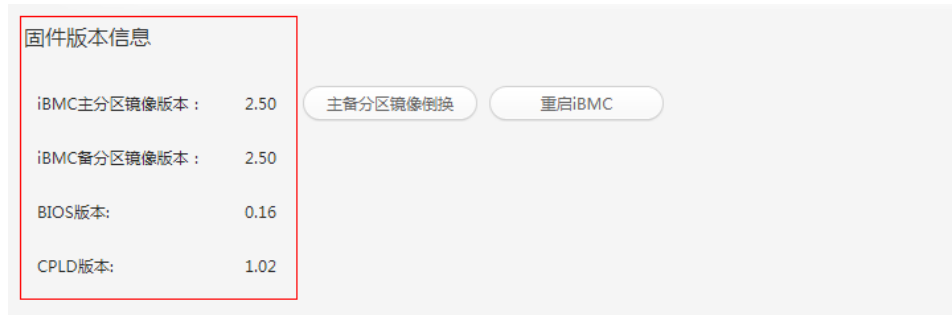 固件版本信息
iBMC主分区镜像版本： 2.50 主备分区镜像倒换 重启iBMC
iBMC备分区镜像版本： 2.50
BIOS版本: 0.16
CPLD版本: 1.02